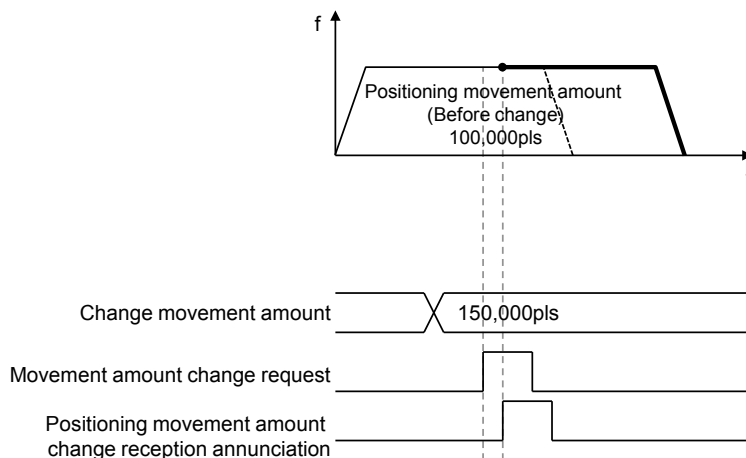 f
Positioning movement amount
(Before change)
100,000pls
Change movement amount
150,000pls
Movement amount change request
Positioning movement amount
change reception annunciation